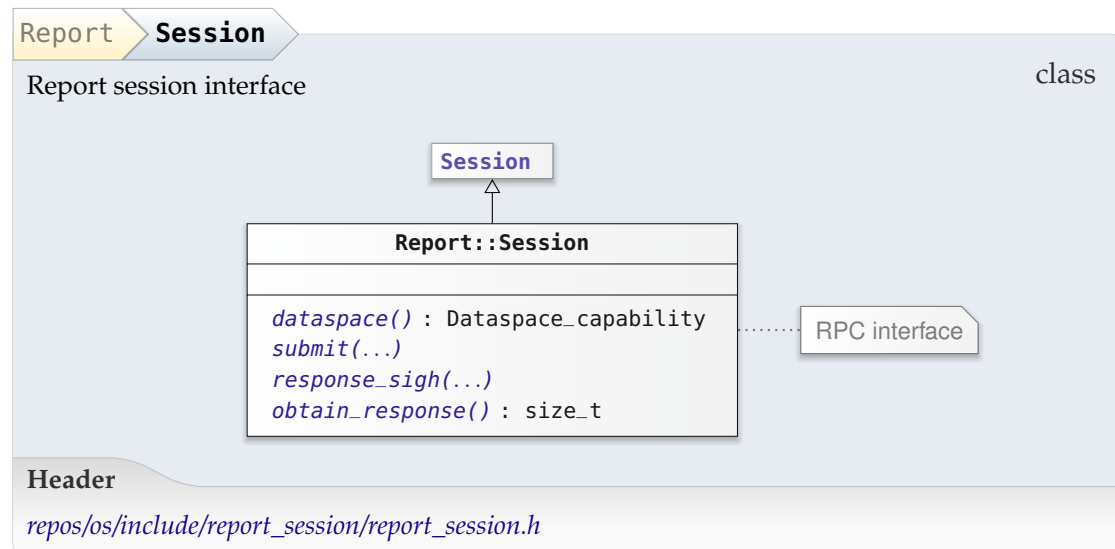 Report Session
Report session interface
class
Session
Report::Session
dataspace() : Dataspace_capability
submit(...)
response_sigh(...)
obtain_response() : size_t
RPC interface
Header
repos/os/include/report_session/report_session.h